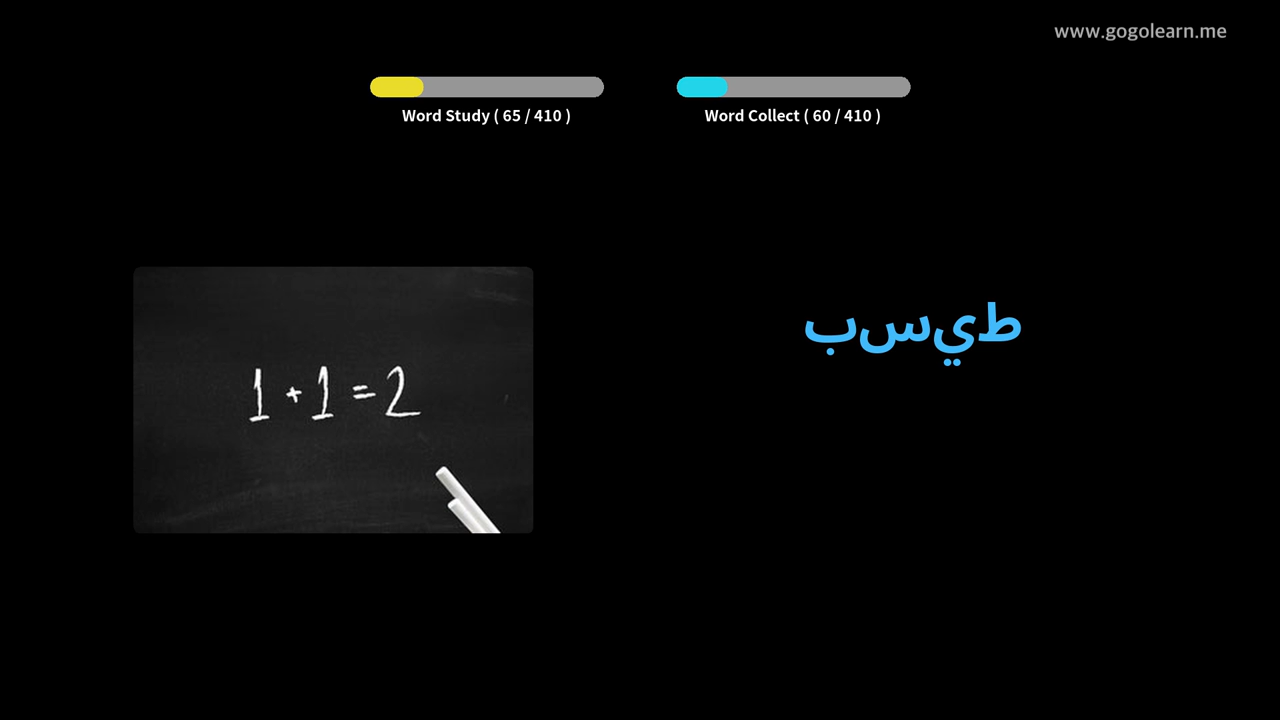 www.gogolearn.me
Word Study ( 65 / 410 )
Word Collect ( 60 / 410 )
1 + 1 = 2
طيسب